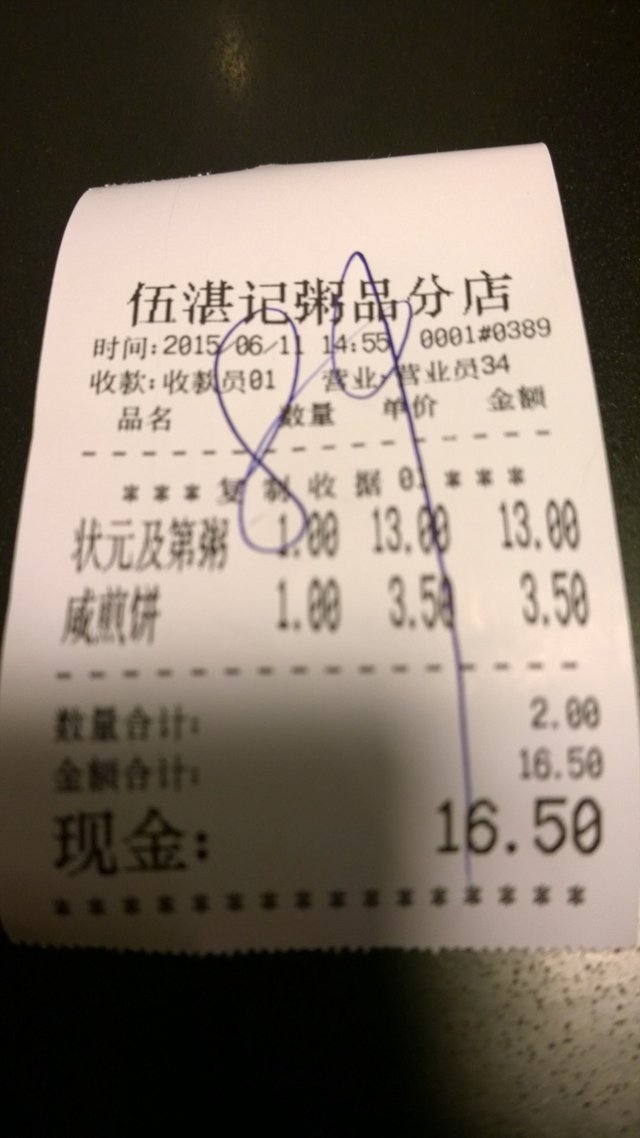 伍湛记粥品分店
时间:2015/06/11 14:55 0001#0389
收款:收款员01 营业:营业员34
品名 数量 单价 金额
--------------------
* * * * 复 制 收 据 01 * * *
状元及第粥 1.00 13.00 13.00
咸煎饼 1.00 3.50 3.50
--------------------
数量合计: 2.00
金额合计: 16.50
现金: 16.50
* * * * * * * * * * * * * * * *
89